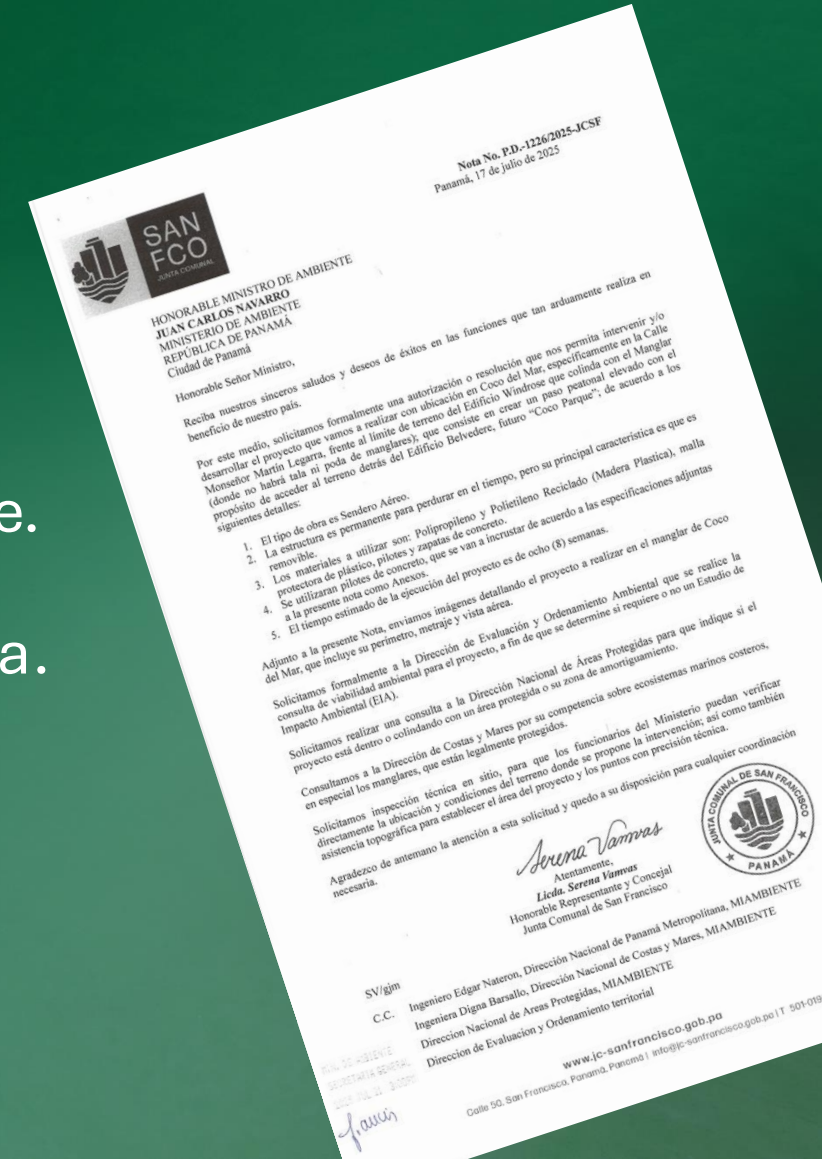 e.
a.
Nota No. P.D.-1226/2025-JCSF
Panamá, 17 de julio de 2025
SAN
FCO
JUNTA COMUNAL
HONORABLE MINISTRO DE AMBIENTE
JUAN CARLOS NAVARRO
MINISTERIO DE AMBIENTE
REPÚBLICA DE PANAMÁ
Ciudad de Panamá
Honorable Señor Ministro,
Reciba nuestros sinceros saludos y deseos de éxitos en las funciones que tan arduamente realiza en
beneficio de nuestro país.
Por este medio, solicitamos formalmente una autorización o resolución que nos permita intervenir y/o
desarrollar el proyecto que vamos a realizar con ubicación en Coco del Mar, específicamente en la Calle
Monseñor Martin Legarra, frente al límite de terreno del Edificio Windrose que colinda con el Manglar
(donde no habrá tala ni poda de manglares); que consiste en crear un paso peatonal elevado con el
propósito de acceder al terreno detrás del Edificio Belvedere, futuro “Coco Parque”; de acuerdo a los
siguientes detalles:
1. El tipo de obra es Sendero Aéreo.
2. La estructura es permanente para perdurar en el tiempo, pero su principal característica es que es
removible.
3. Los materiales a utilizar son: Polipropileno y Polietileno Reciclado (Madera Plastica), malla
protectora de plástico, pilotes y zapatas de concreto.
4. Se utilizaran pilotes de concreto, que se van a incrustar de acuerdo a las especificaciones adjuntas
a la presente nota como Anexos.
5. El tiempo estimado de la ejecución del proyecto es de ocho (8) semanas.
Adjunto a la presente Nota, enviamos imágenes detallando el proyecto a realizar en el manglar de Coco
del Mar, que incluye su perímetro, metraje y vista aérea.
Solicitamos formalmente a la Dirección de Evaluación y Ordenamiento Ambiental que se realice la
consulta de viabilidad ambiental para el proyecto, a fin de que se determine si requiere o no un Estudio de
Impacto Ambiental (EIA).
Solicitamos realizar una consulta a la Dirección Nacional de Áreas Protegidas para que indique si el
proyecto está dentro o colindando con un área protegida o su zona de amortiguamiento.
Consultamos a la Dirección de Costas y Mares por su competencia sobre ecosistemas marinos costeros,
en especial los manglares, que están legalmente protegidos.
Solicitamos inspección técnica en sitio, para que los funcionarios del Ministerio puedan verificar
directamente la ubicación y condiciones del terreno donde se propone la intervención; así como también
asistencia topográfica para establecer el área del proyecto y los puntos con precisión técnica.
Agradezco de antemano la atención a esta solicitud y quedo a su disposición para cualquier coordinación
necesaria.
Serena Vamvas
Atentamente,
Licda. Serena Vamvas
Honorable Representante y Concejal
Junta Comunal de San Francisco
JUNTA COMUNAL DE SAN FRANCISCO
PANAMÁ
SV/gjm
C.C. Ingeniero Edgar Nateron, Dirección Nacional de Panamá Metropolitana, MIAMBIENTE
Ingeniera Digna Barsallo, Dirección Nacional de Costas y Mares, MIAMBIENTE
Direccion Nacional de Areas Protegidas, MIAMBIENTE
Direccion de Evaluacion y Ordenamiento territorial
MIN. DE AMBIENTE
SECRETARIA GENERAL
www.jc-sanfrancisco.gob.pa
Calle 50, San Francisco, Panamá, Panamá | info@jc-sanfrancisco.gob.pa | T 501-019